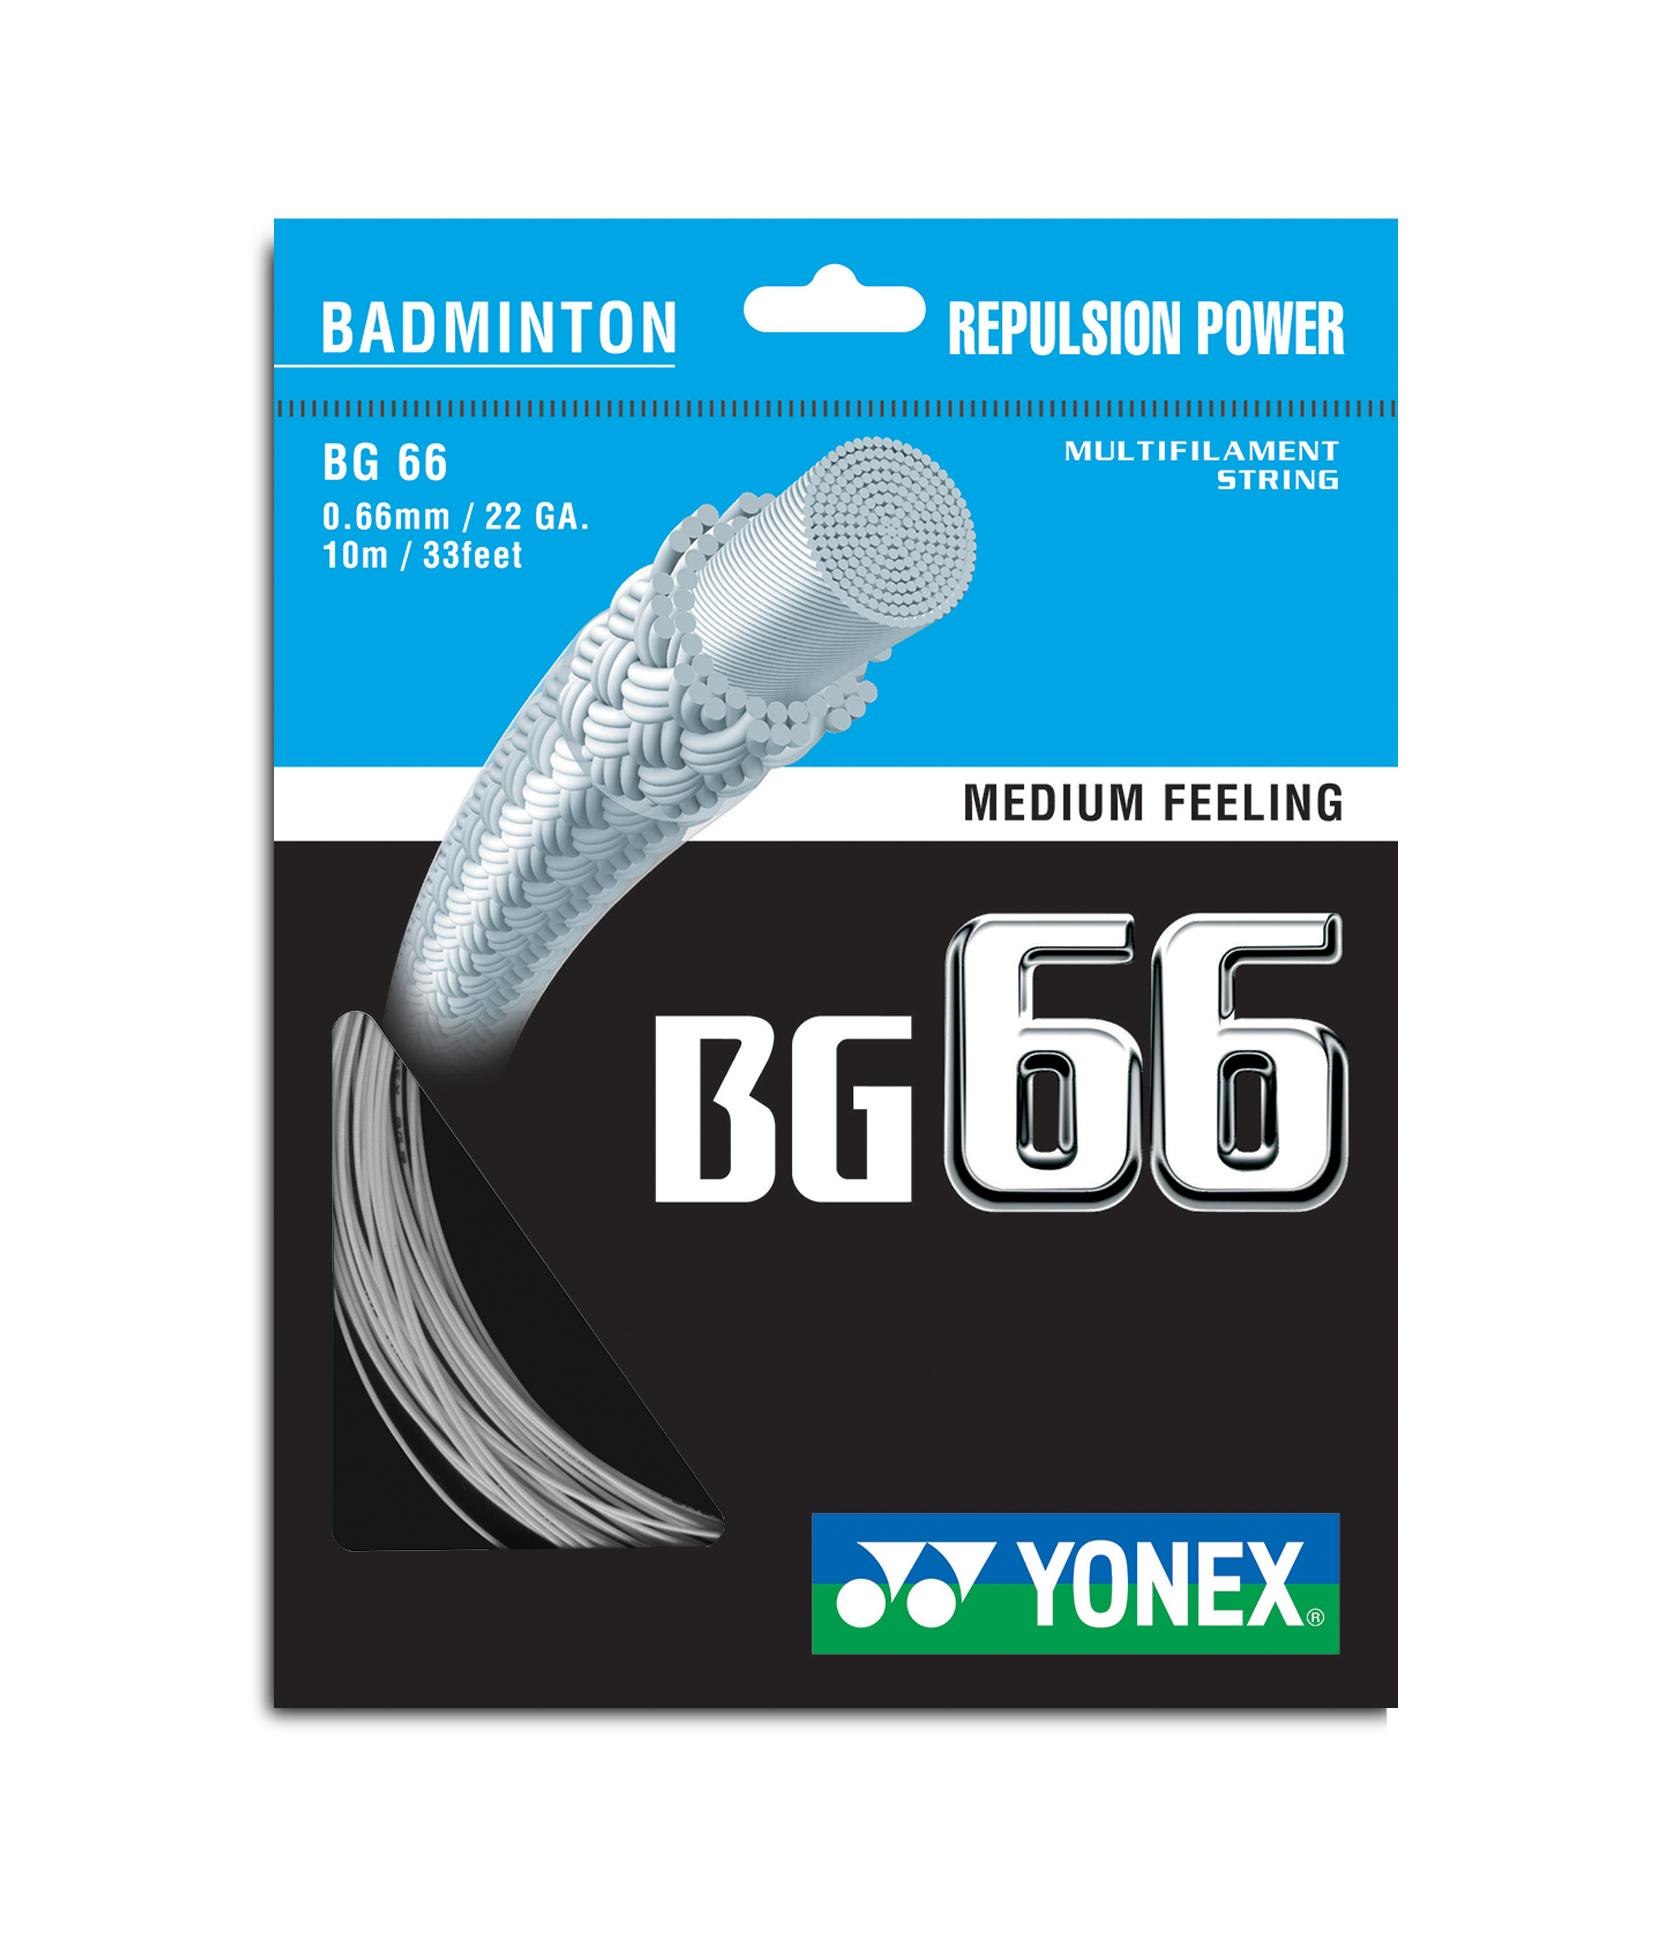 BADMINTON
REPULSION POWER
BG 66
0.66mm / 22 GA.
10m / 33feet
MULTIFILAMENT
STRING
MEDIUM FEELING
BG66
YONEX®